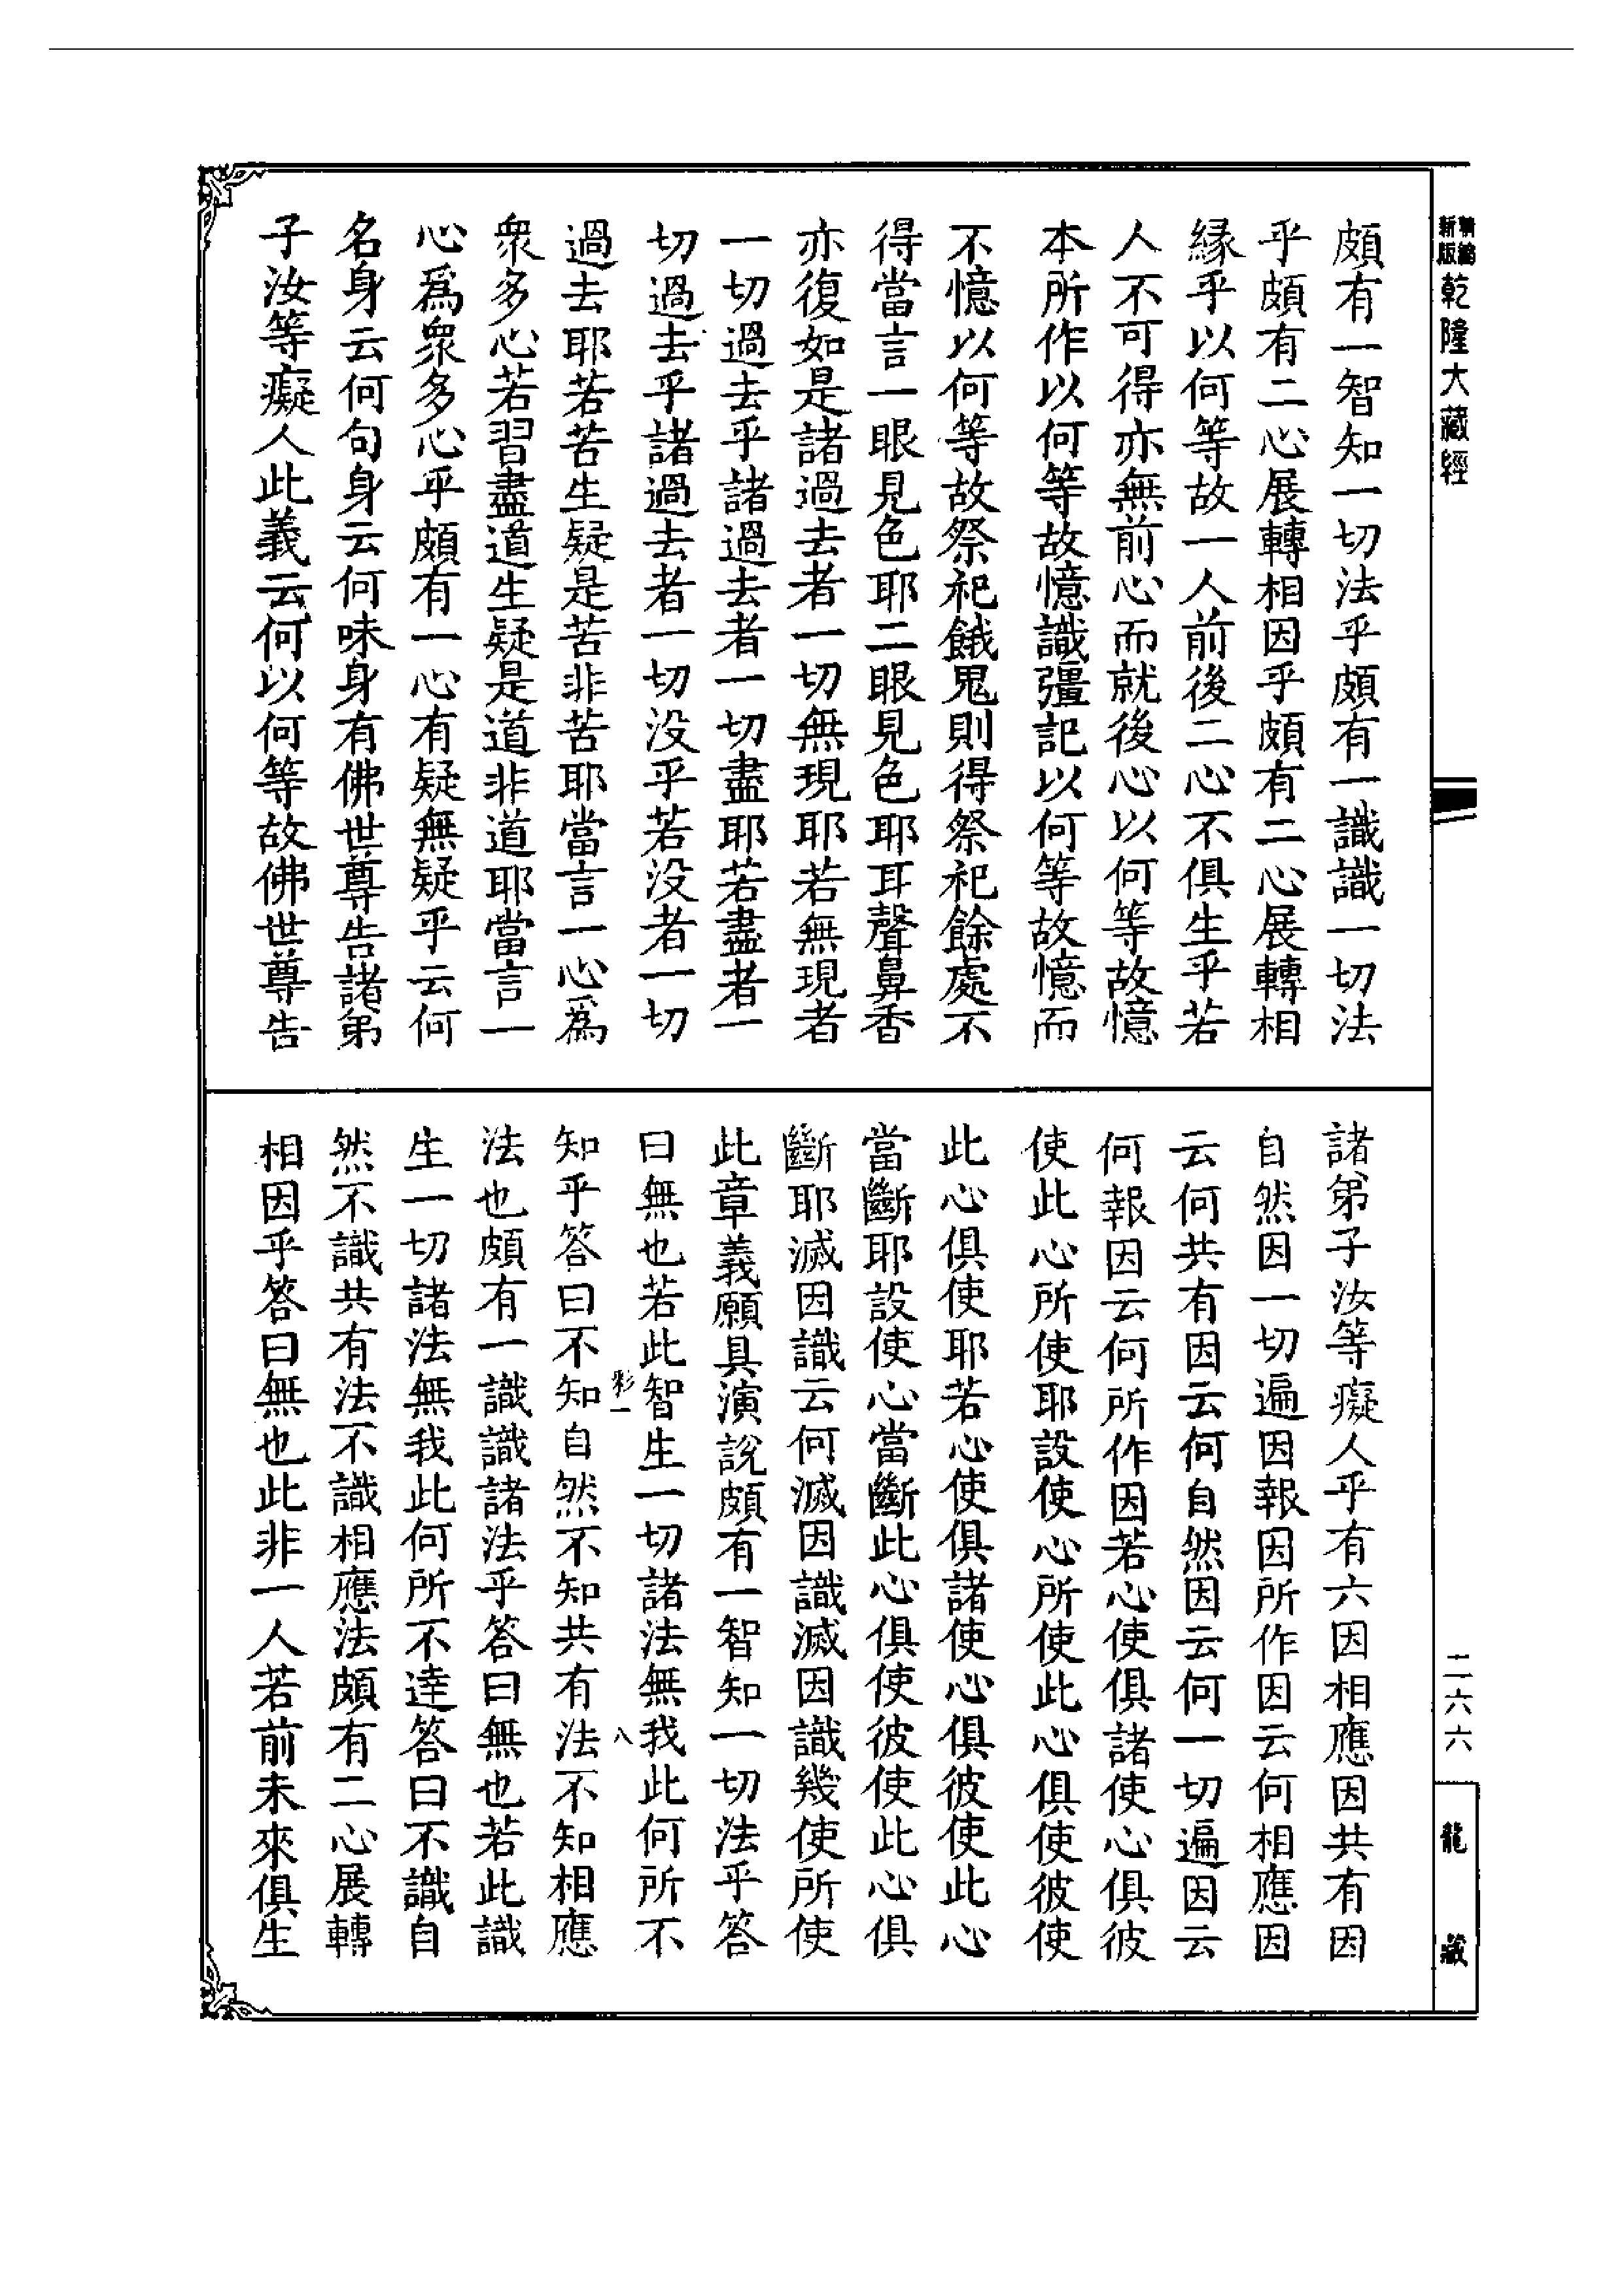 新編
新版
乾隆大藏經
頗有一智知一切法乎頗有一識識一切法
乎頗有二心展轉相因乎頗有二心展轉相
緣乎以何等故一人前後二心不俱生乎若
人不可得亦無前心而就後心以何等故憶
本所作以何等故憶識彊記以何等故憶而
不憶以何等故祭祀餓鬼則得祭祀餘處不
得當言一眼見色耶二眼見色耶耳聲鼻香
亦復如是諸過去者一切無現耶若無現者
一切過去乎諸過去者一切盡耶若盡者一
切過去乎諸過去者一切没乎若没者一切
過去耶若苦生疑是苦非苦耶當言一心爲
衆多心若習盡道生疑是道非道耶當言一
心爲衆多心乎頗有一心有疑無疑乎云何
名身云何句身云何味身有佛世尊告諸弟
子汝等癡人此義云何以何等故佛世尊告
諸弟子汝等癡人乎有六因相應因共有因
自然因一切遍因報因所作因云何相應因
云何共有因云何自然因云何一切遍因云
何報因云何所作因若心使俱諸使心俱彼
使此心所使耶設使心所使此心俱使彼使
此心俱使耶若心使俱諸使心俱彼使此心
當斷耶設使心當斷此心俱使彼使此心俱
斷耶滅因識云何滅因識滅因識幾使所使
此章義願具演說頗有一智知一切法乎答
曰無也若此智生一切諸法無我此何所不
彩一
八
知乎答曰不知自然不知共有法不知相應
法也頗有一識識諸法乎答曰無也若此識
生一切諸法無我此何所不達答曰不識自
然不識共有法不識相應法頗有二心展轉
相因乎答曰無也此非一人若前未來俱生
二六六
龍藏